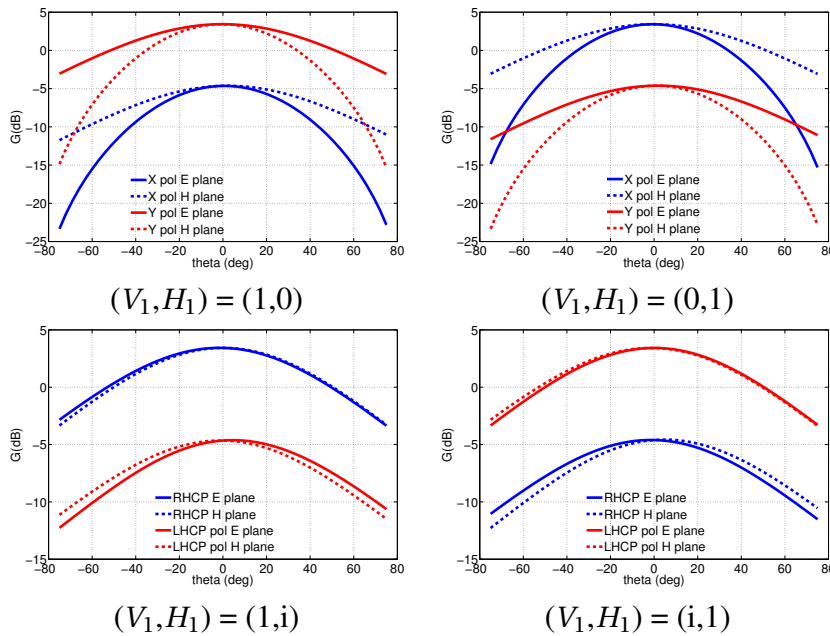 5
0
−5
−10
−15
−20
−25
G(dB)
X pol E plane
X pol H plane
Y pol E plane
Y pol H plane
−80 −60 −40 −20 0 20 40 60 80
theta (deg)
(V₁,H₁) = (1,0)
5
0
−5
−10
−15
−20
−25
G(dB)
X pol E plane
X pol H plane
Y pol E plane
Y pol H plane
−80 −60 −40 −20 0 20 40 60 80
theta (deg)
(V₁,H₁) = (0,1)
5
0
−5
−10
−15
G(dB)
RHCP E plane
RHCP H plane
LHCP pol E plane
LHCP pol H plane
−80 −60 −40 −20 0 20 40 60 80
theta (deg)
(V₁,H₁) = (1,i)
5
0
−5
−10
−15
G(dB)
RHCP E plane
RHCP H plane
LHCP pol E plane
LHCP pol H plane
−80 −60 −40 −20 0 20 40 60 80
theta (deg)
(V₁,H₁) = (i,1)